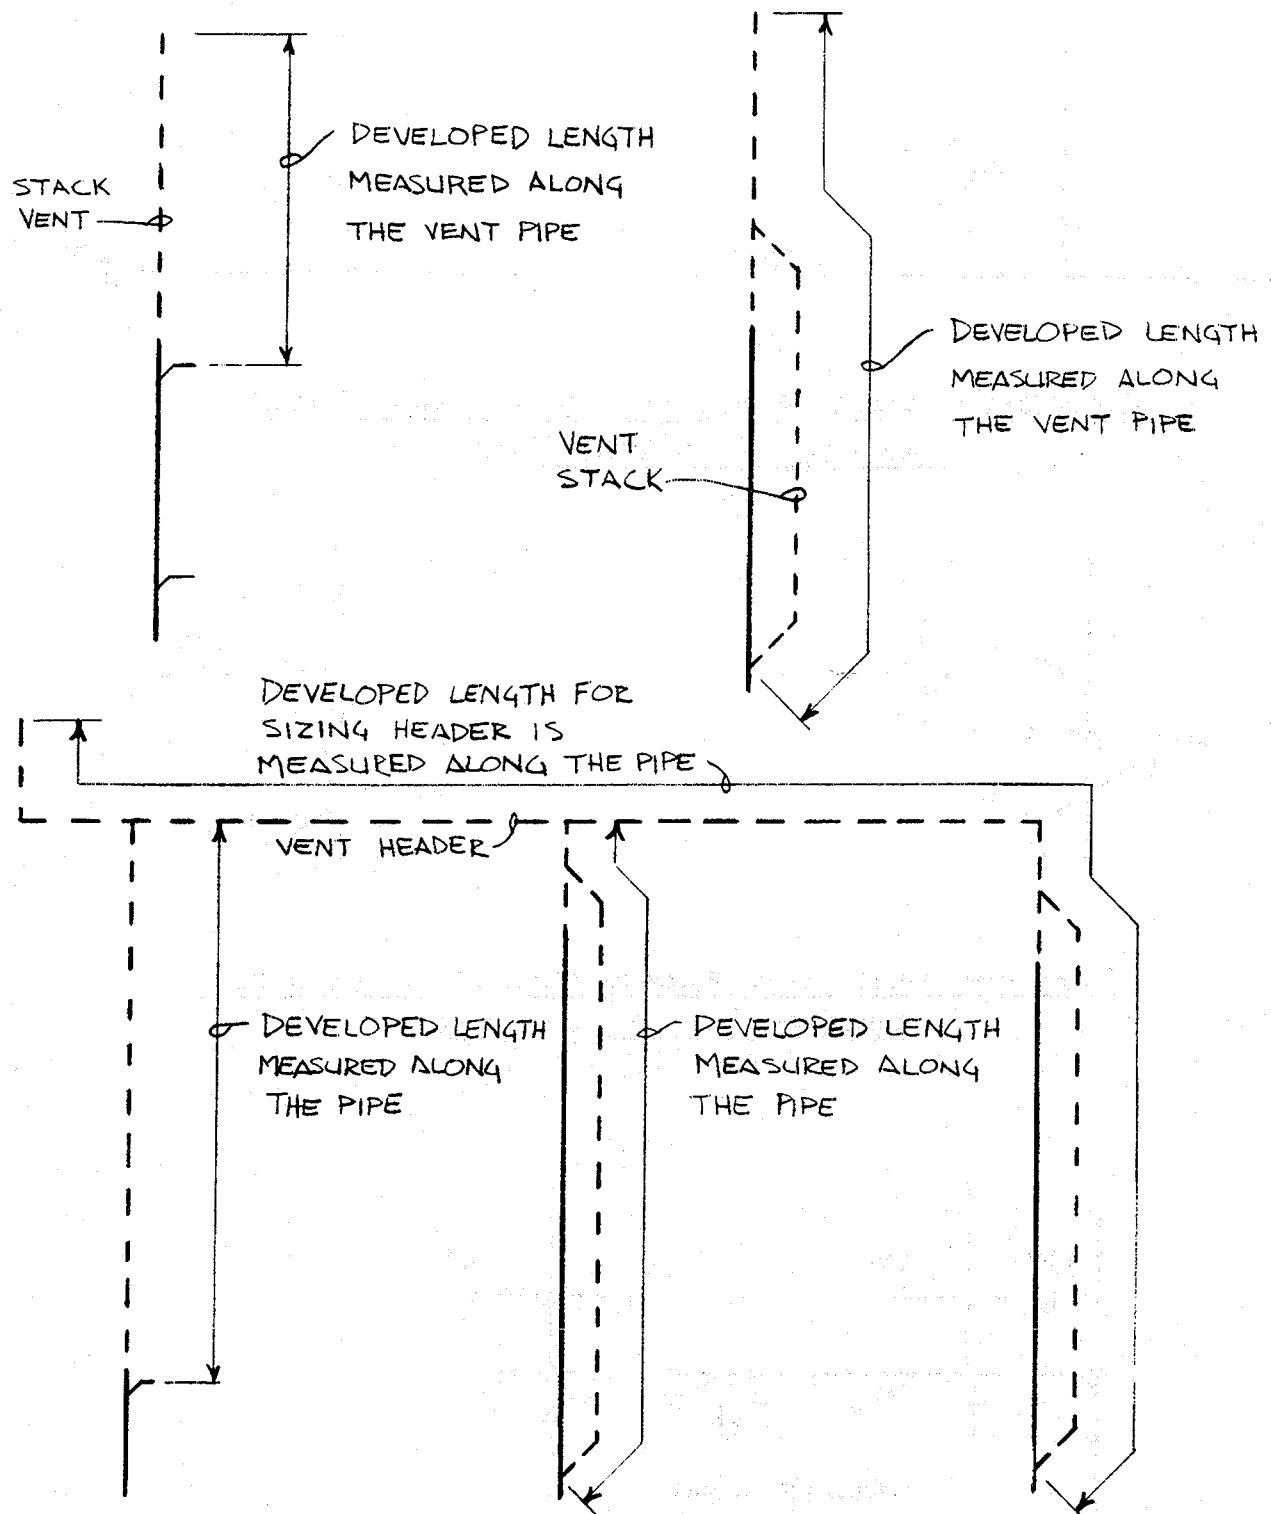 DEVELOPED LENGTH
MEASURED ALONG
THE VENT PIPE
STACK
VENT
DEVELOPED LENGTH
MEASURED ALONG
THE VENT PIPE
VENT
STACK
DEVELOPED LENGTH FOR
SIZING HEADER IS
MEASURED ALONG THE PIPE
VENT HEADER
DEVELOPED LENGTH
MEASURED ALONG
THE PIPE
DEVELOPED LENGTH
MEASURED ALONG
THE PIPE